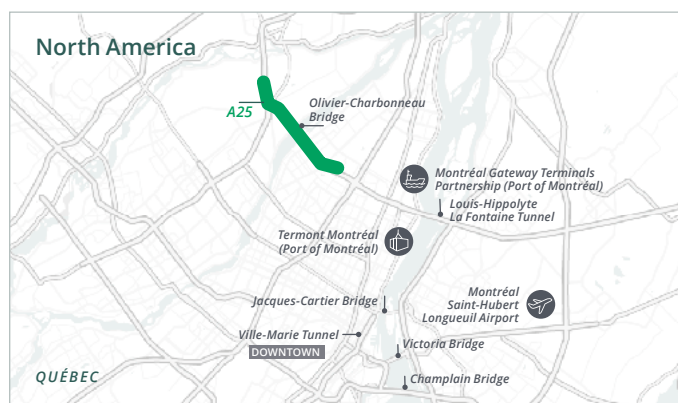 North America
A25
Olivier-Charbonneau
Bridge
Montréal Gateway Terminals
Partnership (Port of Montréal)
Louis-Hippolyte
La Fontaine Tunnel
Termont Montréal
(Port of Montréal)
Jacques-Cartier Bridge
Montréal
Saint-Hubert
Longueuil Airport
Ville-Marie Tunnel
DOWNTOWN
Victoria Bridge
QUÉBEC
Champlain Bridge